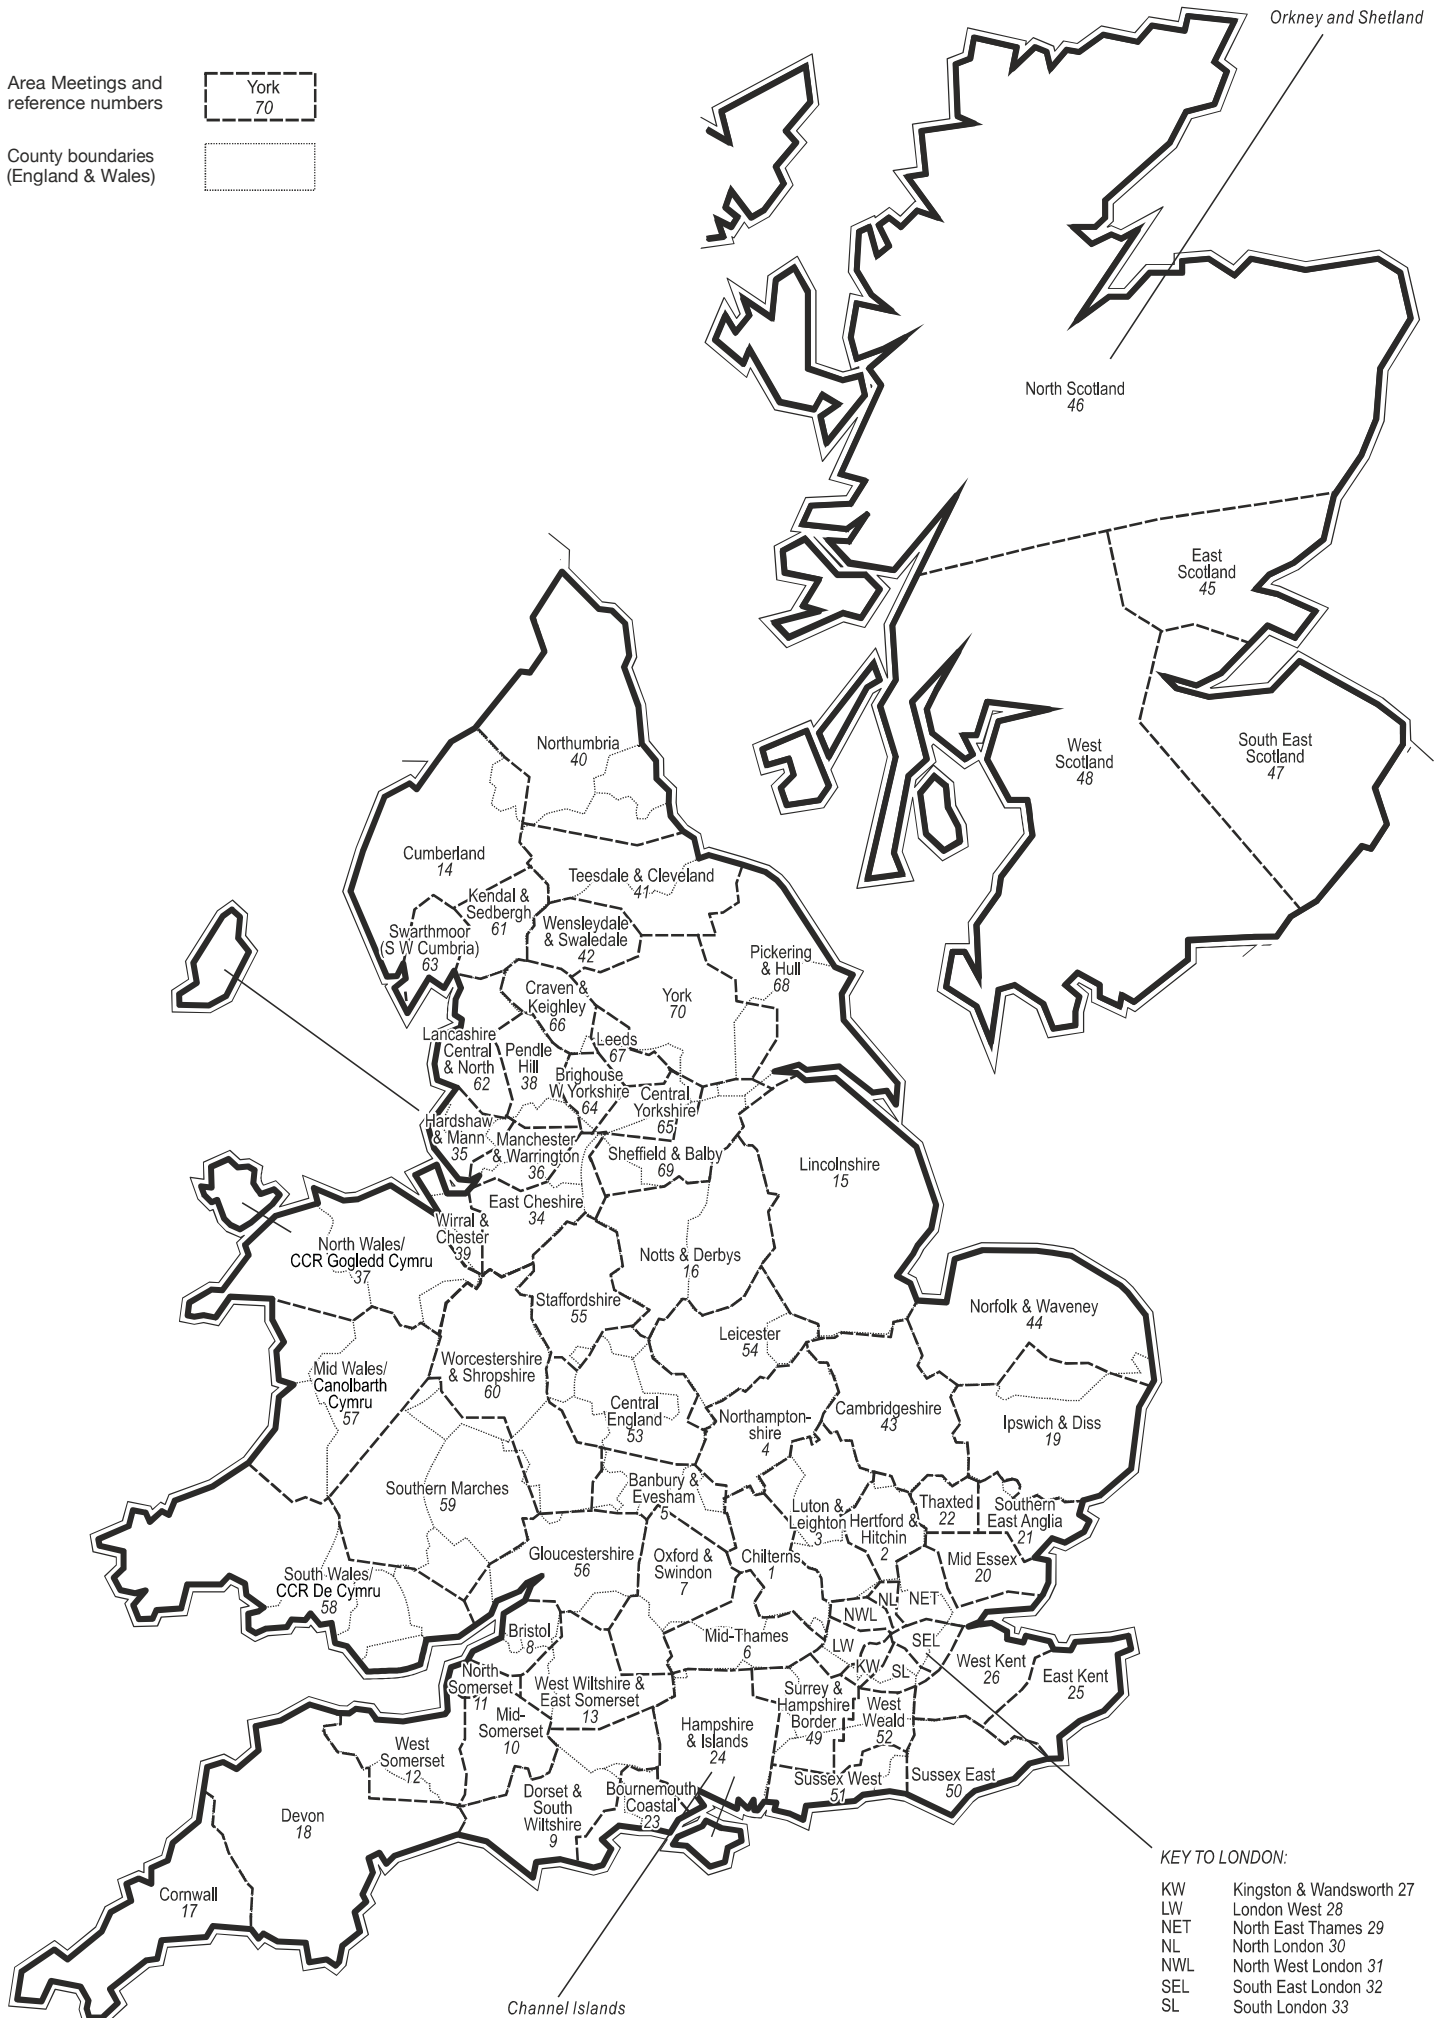 Orkney and Shetland
Area Meetings and
reference numbers
York
70
County boundaries
(England & Wales)
North Scotland
46
East
Scotland
45
West
Scotland
48
South East
Scotland
47
Northumbria
40
Cumberland
14
Teesdale & Cleveland
41
Kendal &
Sedbergh
61
Swarthmoor
(S W Cumbria)
63
Wensleydale
& Swaledale
42
Pickering
& Hull
68
Craven &
Keighley
66
York
70
Lancashire
Central
& North
62
Pendle
Hill
38
Leeds
67
Brighouse
W Yorkshire
64
Central
Yorkshire
65
Hardshaw
& Mann
35
Manchester
& Warrington
36
Sheffield & Balby
69
Lincolnshire
15
East Cheshire
34
Wirral &
Chester
39
North Wales/
CCR Gogledd Cymru
37
Notts & Derbys
16
Staffordshire
55
Leicester
54
Norfolk & Waveney
44
Mid Wales/
Canolbarth
Cymru
57
Worcestershire
& Shropshire
60
Central
England
53
Northampton-
shire
4
Cambridgeshire
43
Ipswich & Diss
19
Southern Marches
59
Banbury &
Evesham
5
Luton &
Leighton
3
Hertford &
Hitchin
2
Thaxted
22
Southern
East Anglia
21
South Wales/
CCR De Cymru
58
Gloucestershire
56
Oxford &
Swindon
7
Chilterns
1
Mid Essex
20
NL
NET
NWL
Bristol
8
Mid-Thames
6
LW
SEL
KW
SL
West Kent
26
East Kent
25
North
Somerset
11
West Wiltshire &
East Somerset
13
Surrey &
Hampshire
Border
49
West
Weald
52
Mid-
Somerset
10
Hampshire
& Islands
24
West
Somerset
12
Sussex West
51
Sussex East
50
Devon
18
Dorset &
South
Wiltshire
9
Bournemouth
Coastal
23
Cornwall
17
Channel Islands
KEY TO LONDON:
KW Kingston & Wandsworth 27
LW London West 28
NET North East Thames 29
NL North London 30
NWL North West London 31
SEL South East London 32
SL South London 33